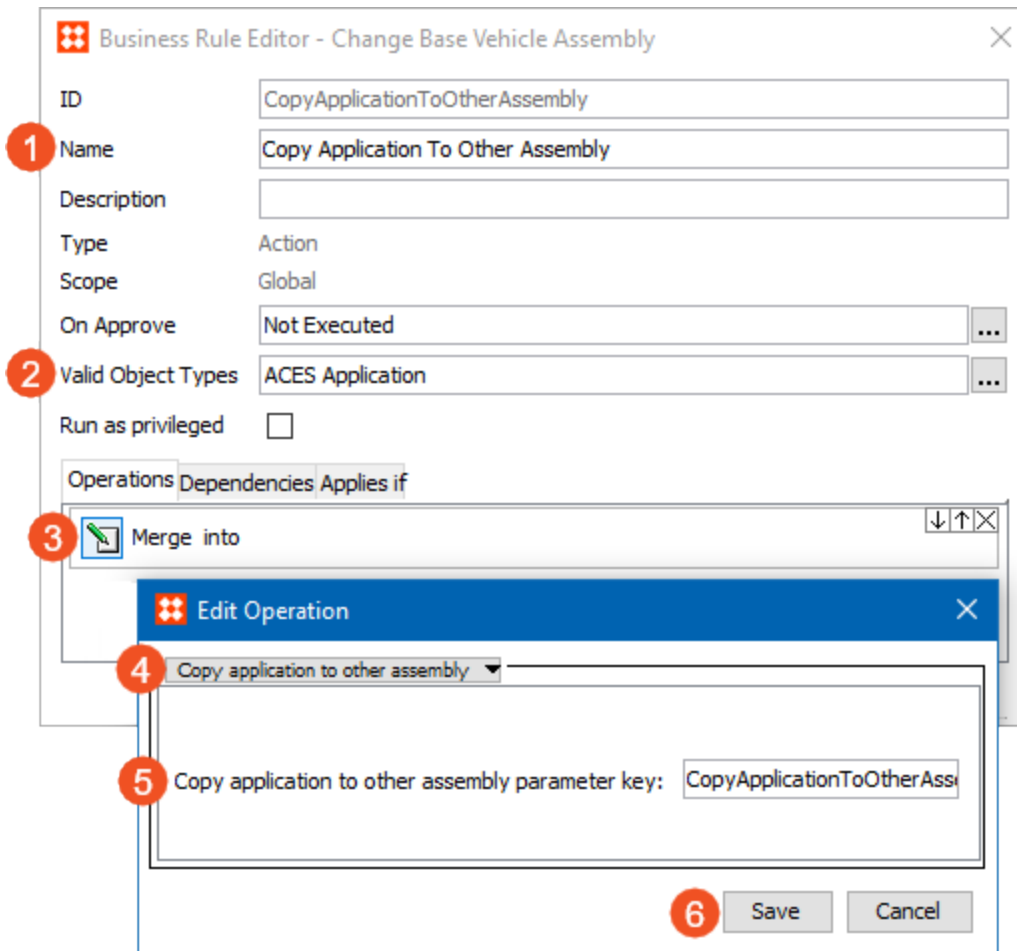 Business Rule Editor - Change Base Vehicle Assembly
ID CopyApplicationToOtherAssembly
1 Name Copy Application To Other Assembly
Description
Type Action
Scope Global
On Approve Not Executed ...
2 Valid Object Types ACES Application ...
Run as privileged
Operations Dependencies Applies if
3 Merge into
Edit Operation
4 Copy application to other assembly
5 Copy application to other assembly parameter key: CopyApplicationToOtherAss
6 Save Cancel